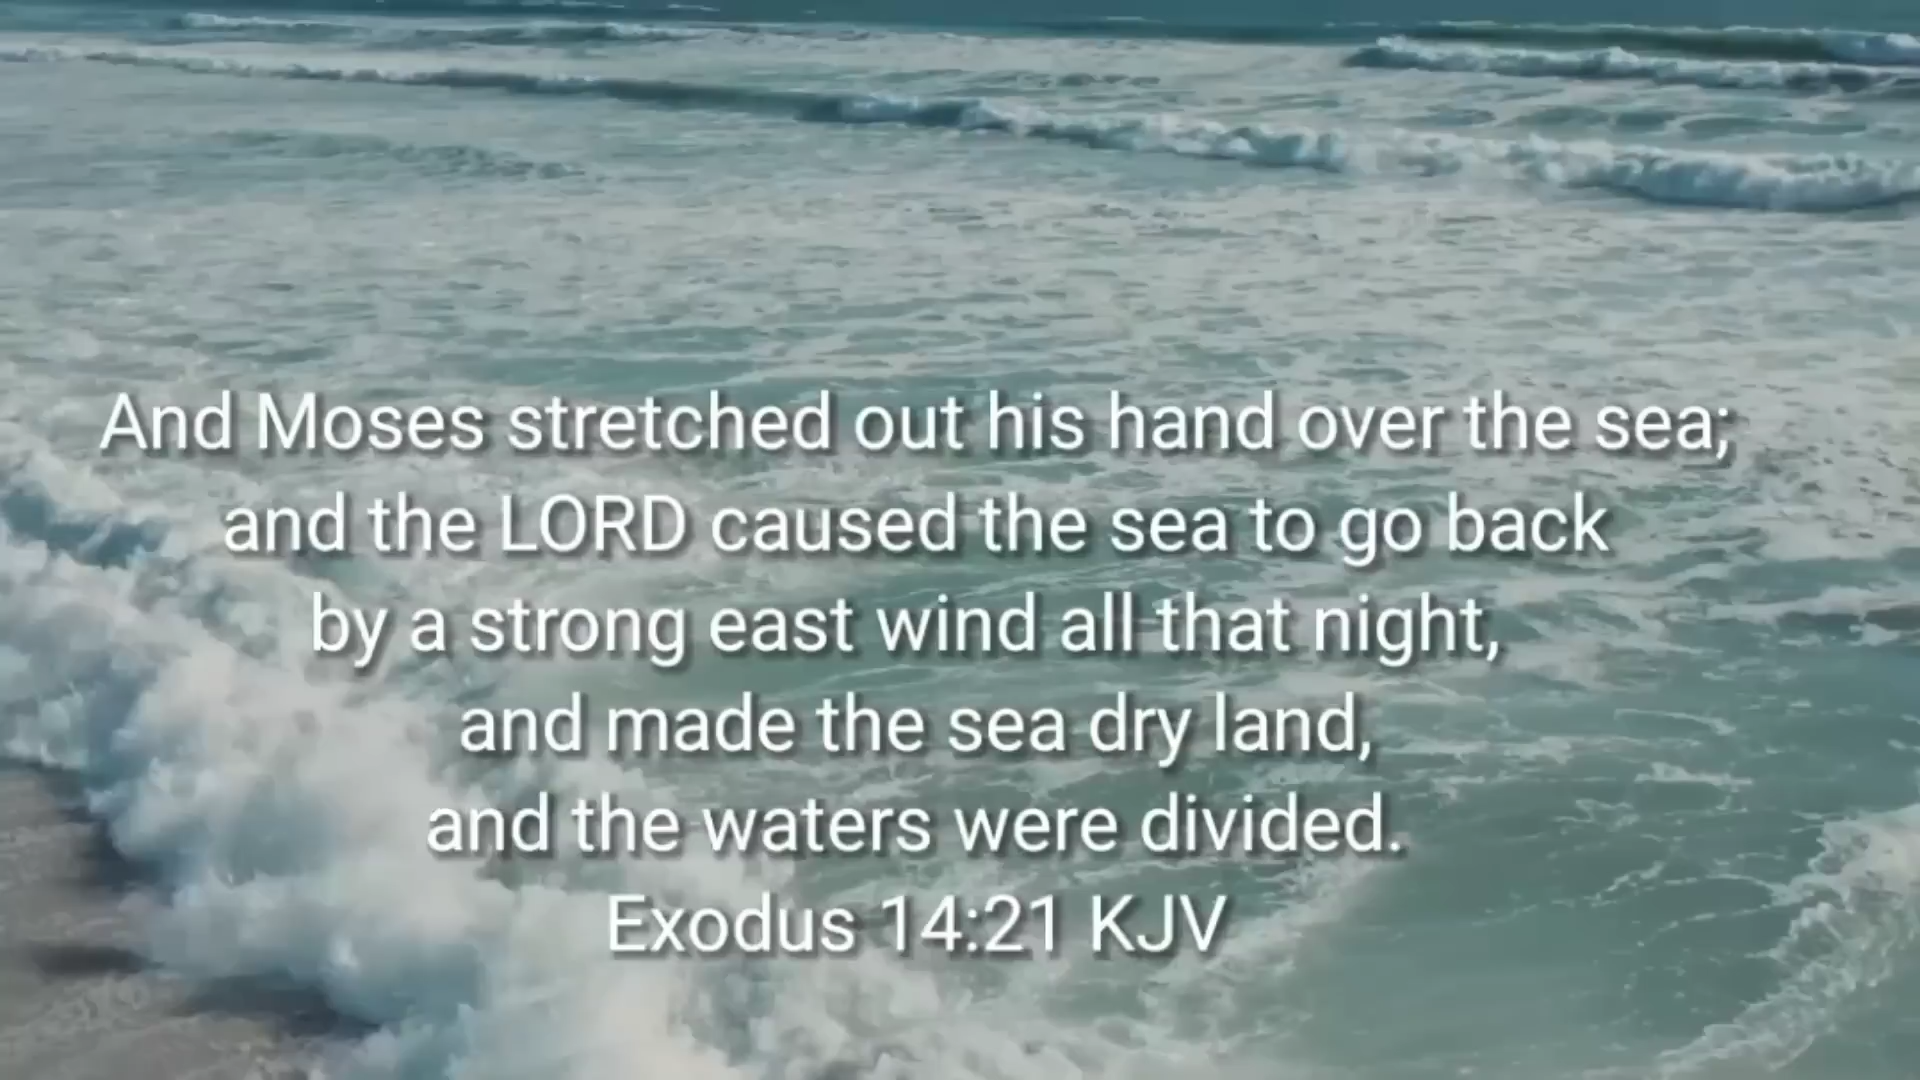 And Moses stretched out his hand over the sea;
and the LORD caused the sea to go back
by a strong east wind all that night,
and made the sea dry land,
and the waters were divided.
Exodus 14:21 KJV